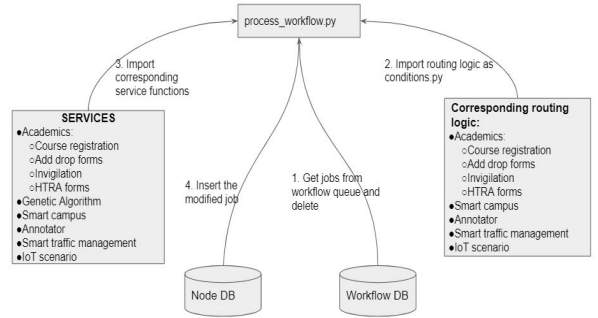 process_workflow.py
3. Import
corresponding
service functions
2. Import routing logic as
conditions.py
SERVICES
●Academics:
○Course registration
○Add drop forms
○Invigilation
○HTRA forms
●Genetic Algorithm
●Smart campus
●Annotator
●Smart traffic management
●IoT scenario
4. Insert the
modified job
1. Get jobs from
workflow queue and
delete
Corresponding routing
logic:
●Academics:
○Course registration
○Add drop forms
○Invigilation
○HTRA forms
●Smart campus
●Annotator
●Smart traffic management
●IoT scenario
Node DB
Workflow DB